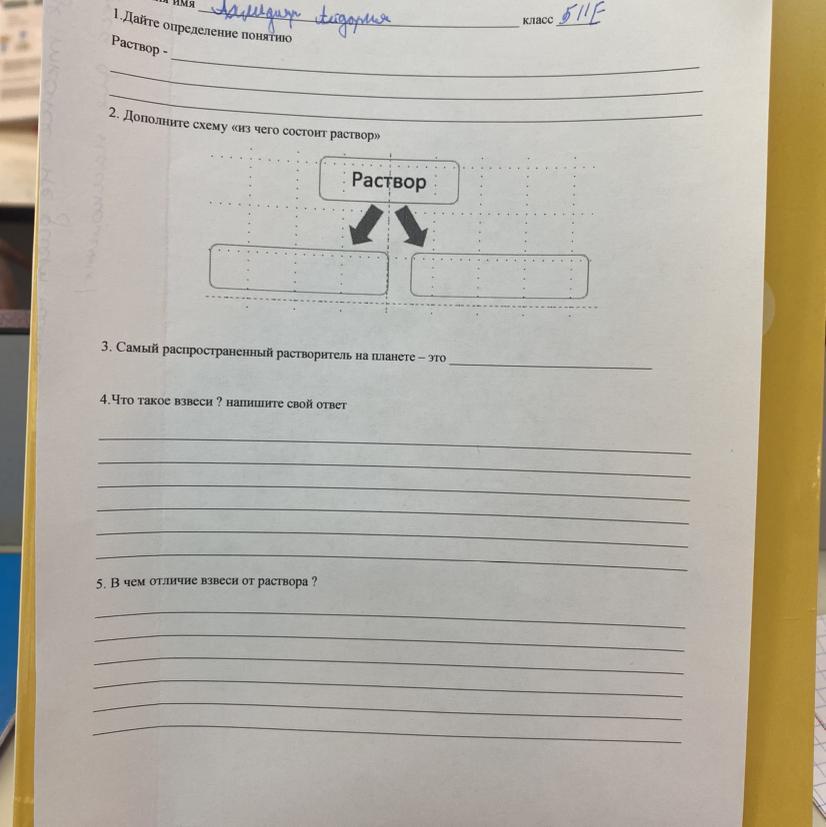 имя
класс 5"Е
1.Дайте определение понятию
Раствор -
2. Дополните схему «из чего состоит раствор»
Раствор
3. Самый распространенный растворитель на планете – это
4.Что такое взвеси ? напишите свой ответ
5. В чем отличие взвеси от раствора ?